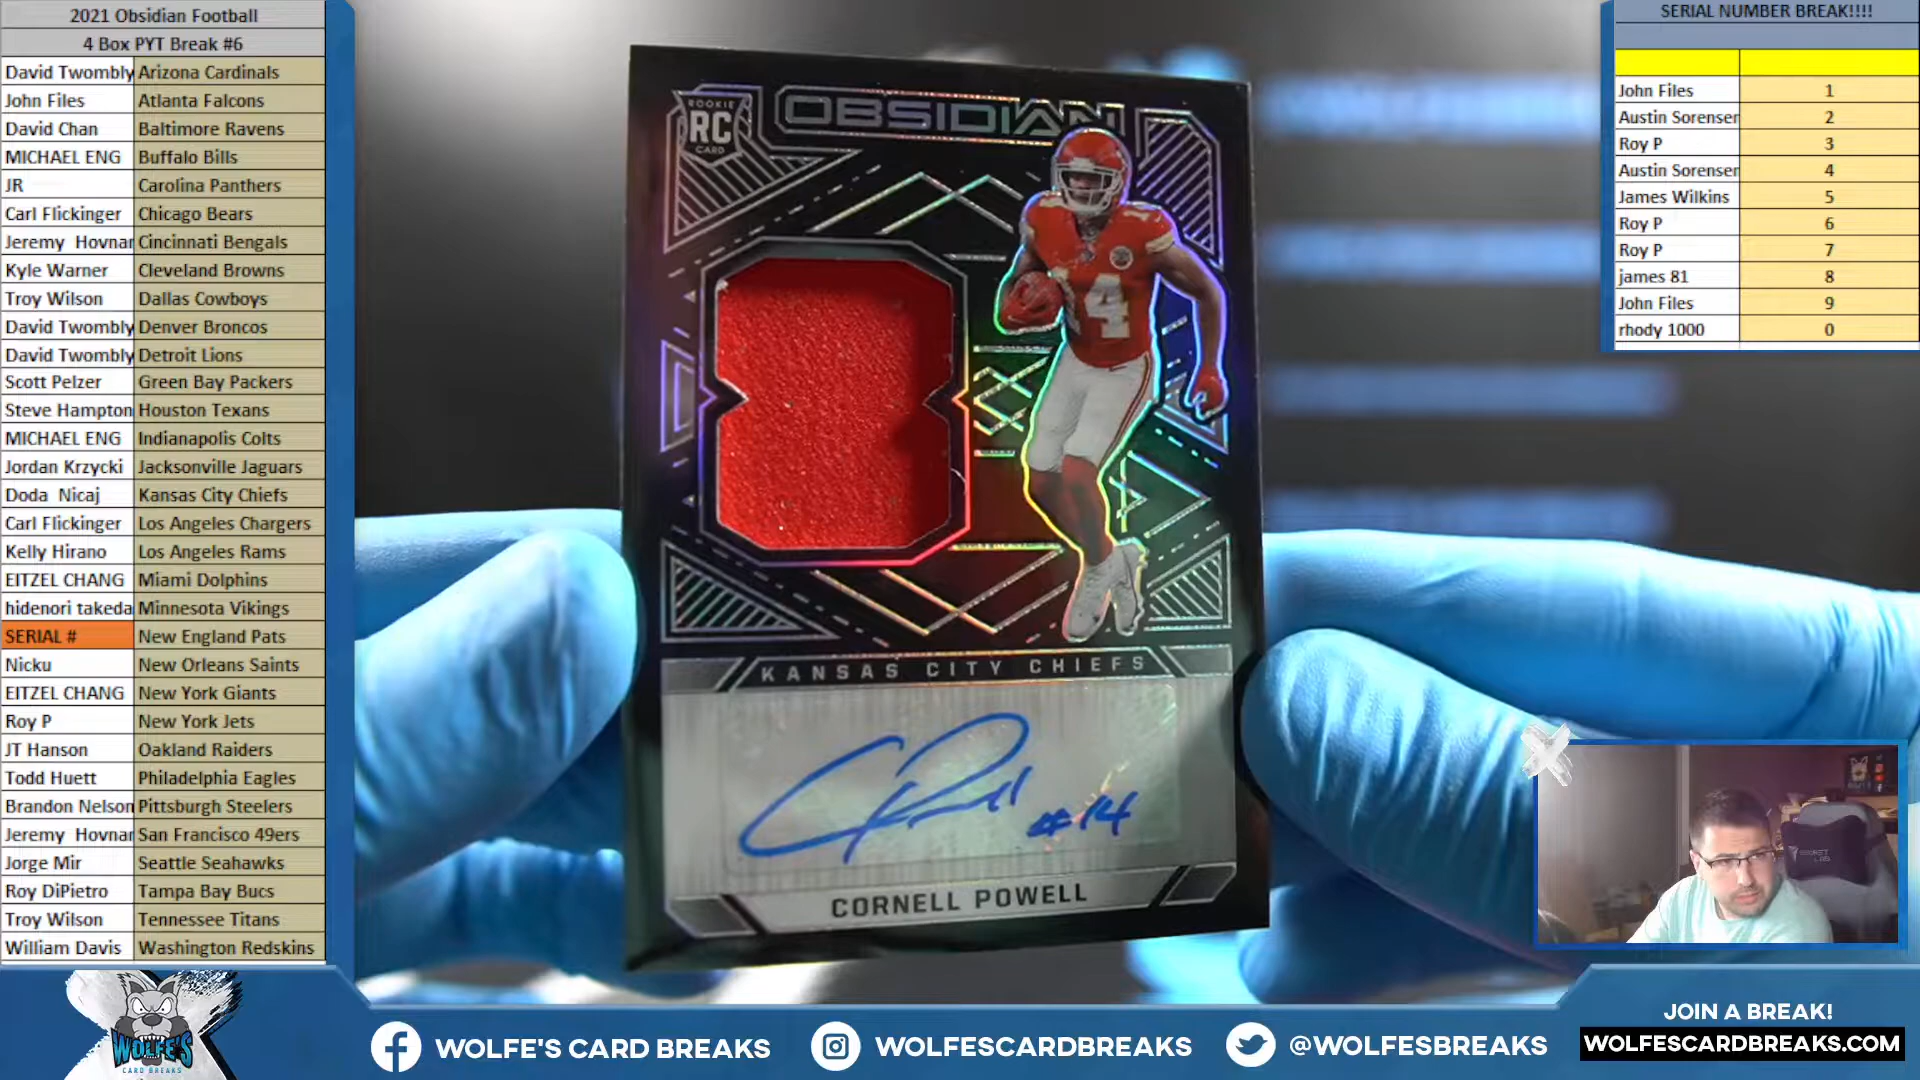 2021 Obsidian Football
4 Box PYT Break #6
David Twombly Arizona Cardinals
John Files Atlanta Falcons
David Chan Baltimore Ravens
MICHAEL ENG Buffalo Bills
JR Carolina Panthers
Carl Flickinger Chicago Bears
Jeremy Hovnar Cincinnati Bengals
Kyle Warner Cleveland Browns
Troy Wilson Dallas Cowboys
David Twombly Denver Broncos
David Twombly Detroit Lions
Scott Pelzer Green Bay Packers
Steve Hampton Houston Texans
MICHAEL ENG Indianapolis Colts
Jordan Krzycki Jacksonville Jaguars
Doda Nicaj Kansas City Chiefs
Carl Flickinger Los Angeles Chargers
Kelly Hirano Los Angeles Rams
EITZEL CHANG Miami Dolphins
hidenori takeda Minnesota Vikings
SERIAL # New England Pats
Nicku New Orleans Saints
EITZEL CHANG New York Giants
Roy P New York Jets
JT Hanson Oakland Raiders
Todd Huett Philadelphia Eagles
Brandon Nelson Pittsburgh Steelers
Jeremy Hovnar San Francisco 49ers
Jorge Mir Seattle Seahawks
Roy DiPietro Tampa Bay Bucs
Troy Wilson Tennessee Titans
William Davis Washington Redskins
ROOKIE
RC
CARD
OBSIDIAN
14
KANSAS CITY CHIEFS
#14
CORNELL POWELL
SERIAL NUMBER BREAK!!!!
John Files 1
Austin Sorenser 2
Roy P 3
Austin Sorenser 4
James Wilkins 5
Roy P 6
Roy P 7
james 81 8
John Files 9
rhody 1000 0
WOLFE'S
CARD BREAKS
WOLFE'S CARD BREAKS
WOLFESCARDBREAKS
@WOLFESBREAKS
JOIN A BREAK!
WOLFESCARDBREAKS.COM